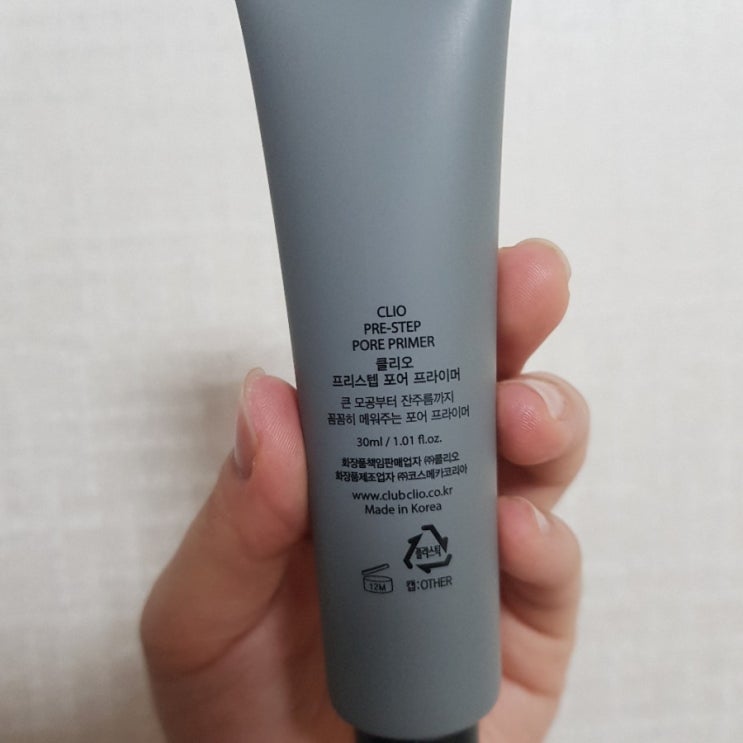 CLIO
PRE-STEP
PORE PRIMER
클리오
프리스텝 포어 프라이머
큰 모공부터 잔주름까지
꼼꼼히 메워주는 포어 프라이머
30ml / 1.01 fl.oz.
화장품책임판매업자 ㈜클리오
화장품제조업자 ㈜코스메카코리아
www.clubclio.co.kr
Made in Korea
플라스틱
12M
캡:OTHER